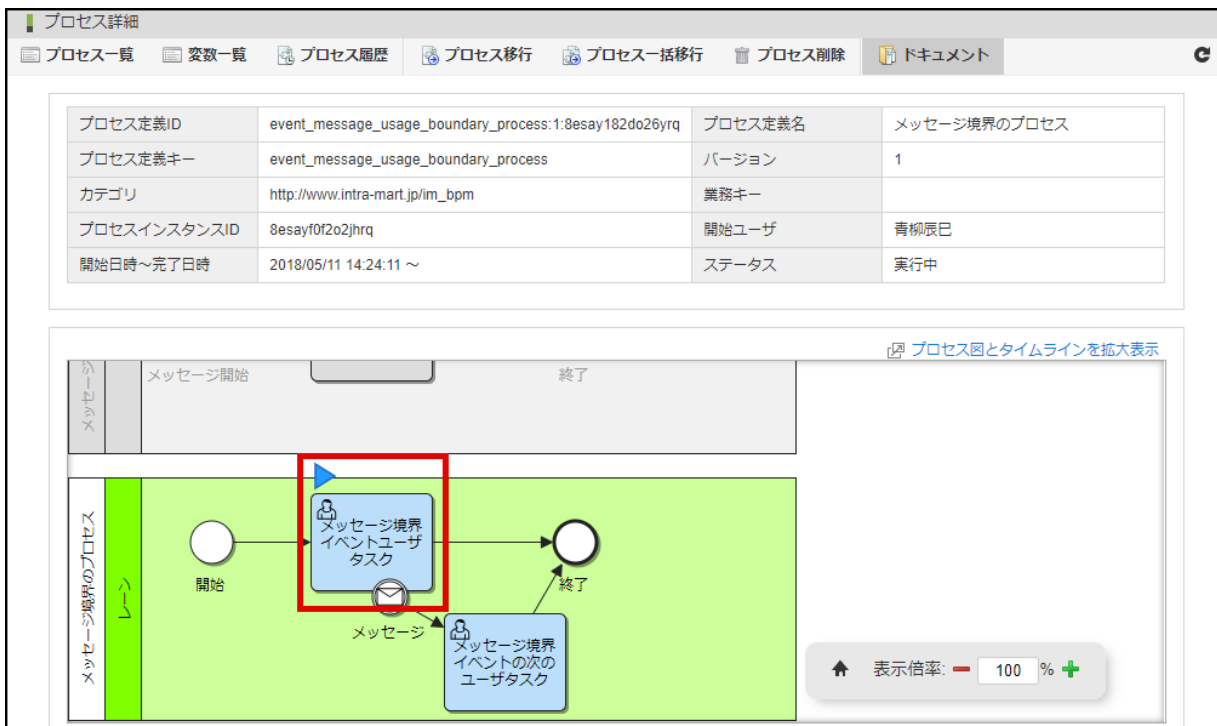 プロセス詳細
プロセス一覧 変数一覧 プロセス履歴 プロセス移行 プロセス一括移行 プロセス削除 ドキュメント
プロセス定義ID event_message_usage_boundary_process:1:8esay182do26yrq プロセス定義名 メッセージ境界のプロセス
プロセス定義キー event_message_usage_boundary_process バージョン 1
カテゴリ http://www.intra-mart.jp/im_bpm 業務キー
プロセスインスタンスID 8esayf0f2o2jhrq 開始ユーザ 青柳辰巳
開始日時～完了日時 2018/05/11 14:24:11 ～ ステータス 実行中
プロセス図とタイムラインを拡大表示
メッセージ
メッセージ開始
終了
メッセージ境界のプロセス
レーン
開始
メッセージ境界
イベントユーザ
タスク
終了
メッセージ
メッセージ境界
イベントの次の
ユーザタスク
表示倍率: 100 %